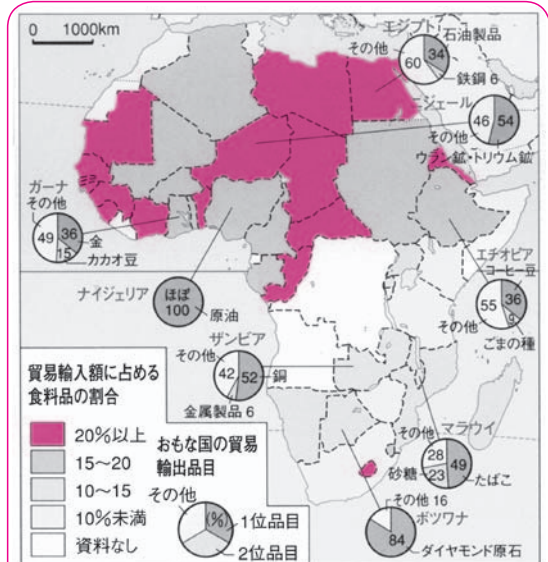 0 1000km
エジプト
その他
石油製品
34
60
鉄鋼 6
ニジェール
46
54
その他
ウラン鉱・トリウム鉱
ガーナ
その他
49
36
金
15
カカオ豆
ナイジェリア
ほぼ
100
原油
エチオピア
コーヒー豆
36
55
9
その他
ごまの種
ザンビア
その他
42
52
銅
金属製品 6
マラウイ
その他
28
49
砂糖
23
たばこ
その他 16
ボツワナ
84
ダイヤモンド原石
貿易輸入額に占める
食料品の割合
20%以上
15〜20
10〜15
10%未満
資料なし
おもな国の貿易
輸出品目
その他
(%)
1位品目
2位品目